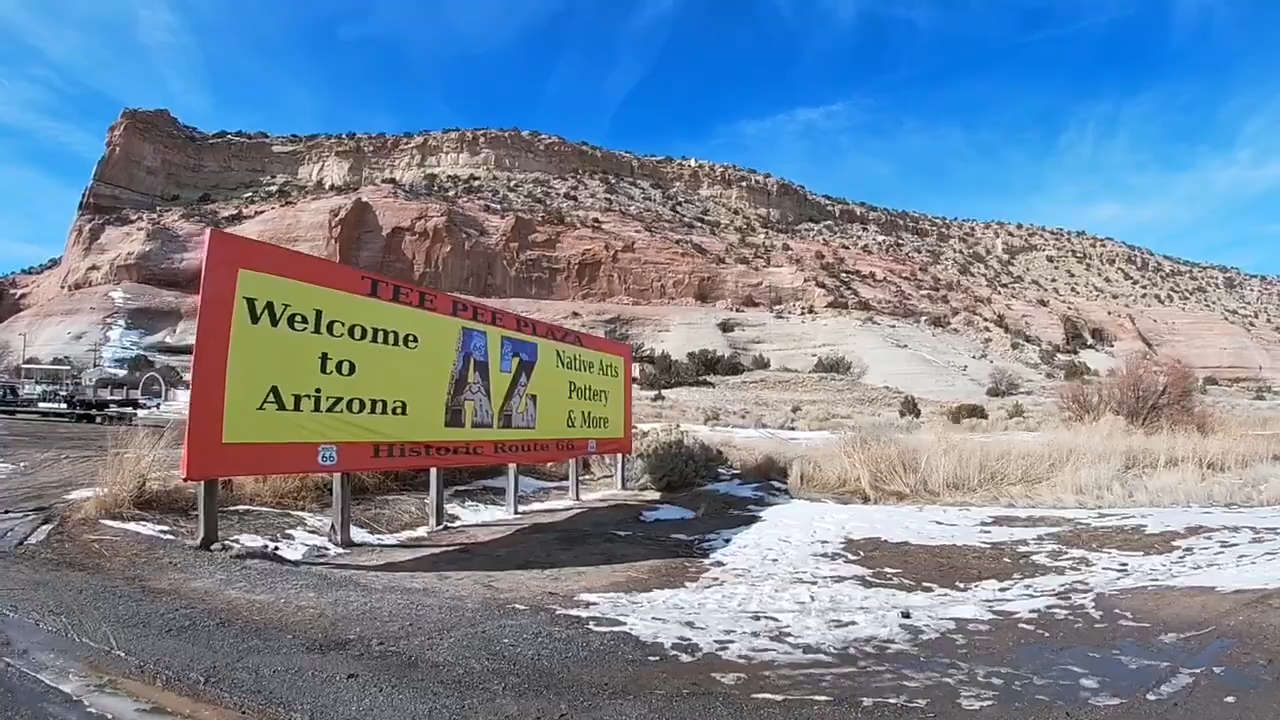 TEE PEE PLAZA
Welcome
to
Arizona
AZ
Native Arts
Pottery
& More
Historic Route 66
66